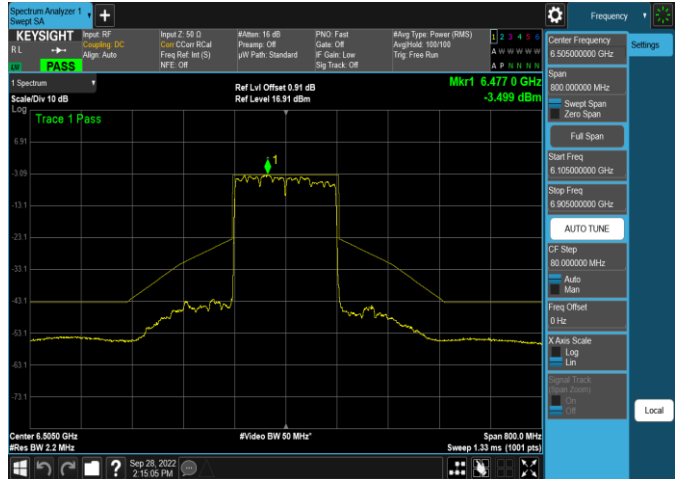 Spectrum Analyzer 1
Swept SA
Frequency
KEYSIGHT
RL
PASS
Input: RF
Coupling: DC
Align: Auto
Input Z: 50 Ω
Corr CCorr RCal
Freq Ref: Int (S)
NFE: Off
#Atten: 16 dB
Preamp: Off
µW Path: Standard
PNO: Fast
Gate: Off
IF Gain: Low
Sig Track: Off
#Avg Type: Power (RMS)
Avg|Hold: 100/100
Trig: Free Run
1 2 3 4 5 6
A W W W W W
A P N N N N
1 Spectrum
Scale/Div 10 dB
Log
Ref Lvl Offset 0.91 dB
Ref Level 16.91 dBm
Mkr1 6.477 0 GHz
-3.499 dBm
Trace 1 Pass
1
6.91
-3.09
-13.1
-23.1
-33.1
-43.1
-53.1
-63.1
-73.1
Center 6.5050 GHz
#Res BW 2.2 MHz
#Video BW 50 MHz*
Span 800.0 MHz
Sweep 1.33 ms (1001 pts)
Sep 28, 2022
2:15:05 PM
Center Frequency
6.505000000 GHz
Span
800.000000 MHz
Swept Span
Zero Span
Full Span
Start Freq
6.105000000 GHz
Stop Freq
6.905000000 GHz
AUTO TUNE
CF Step
80.000000 MHz
Auto
Man
Freq Offset
0 Hz
X Axis Scale
Log
Lin
Signal Track
(Span Zoom)
On
Off
Settings
Local